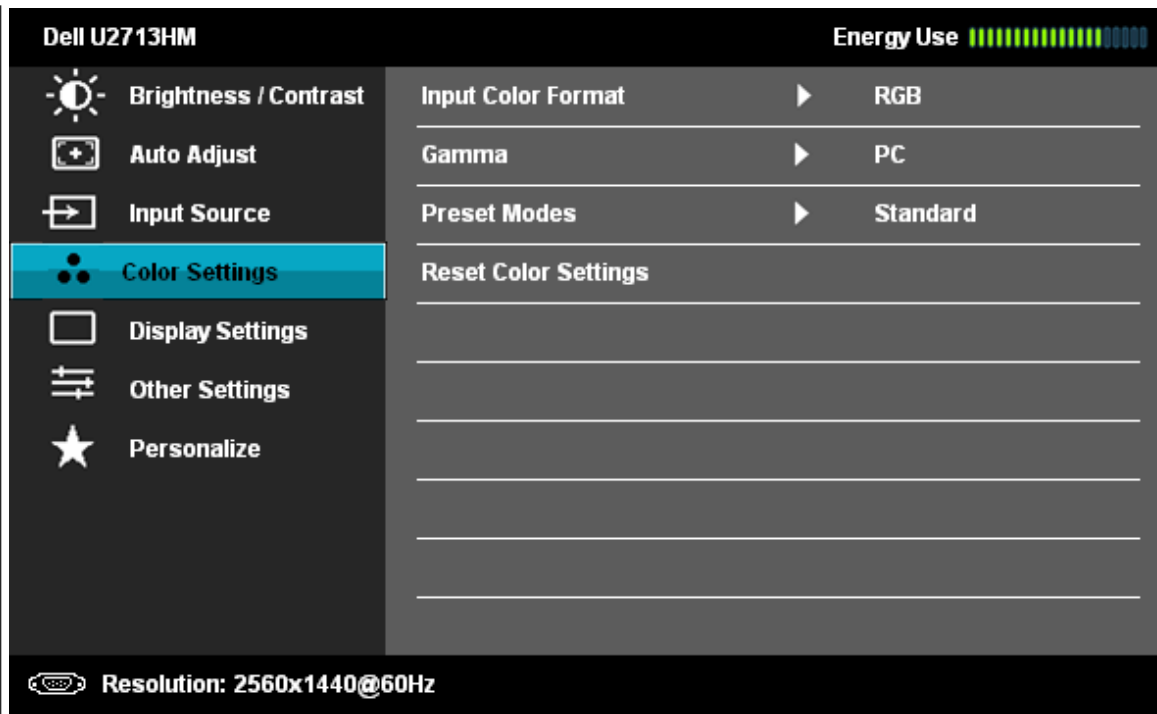 Dell U2713HM
Energy Use
Brightness / Contrast
Auto Adjust
Input Source
Color Settings
Display Settings
Other Settings
Personalize
Input Color Format RGB
Gamma PC
Preset Modes Standard
Reset Color Settings
Resolution: 2560x1440@60Hz